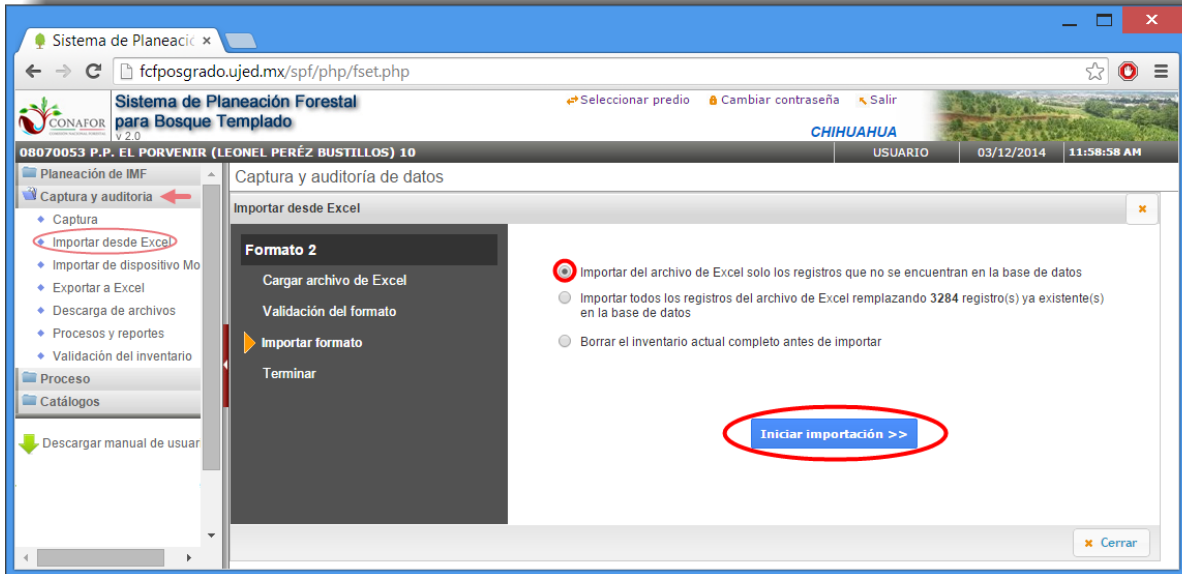 Sistema de Planeació
fcfposgrado.ujed.mx/spf/php/fset.php
CONAFOR
Sistema de Planeación Forestal
para Bosque Templado
v 2.0
Seleccionar predio Cambiar contraseña Salir
CHIHUAHUA
08070053 P.P. EL PORVENIR (LEONEL PERÉZ BUSTILLOS) 10 USUARIO 03/12/2014 11:58:58 AM
Planeación de IMF
Captura y auditoria
Captura
Importar desde Excel
Importar de dispositivo Mo
Exportar a Excel
Descarga de archivos
Procesos y reportes
Validación del inventario
Proceso
Catálogos
Descargar manual de usuar
Captura y auditoría de datos
Importar desde Excel
Formato 2
Cargar archivo de Excel
Validación del formato
Importar formato
Terminar
Importar del archivo de Excel solo los registros que no se encuentran en la base de datos
Importar todos los registros del archivo de Excel remplazando 3284 registro(s) ya existente(s)
en la base de datos
Borrar el inventario actual completo antes de importar
Iniciar importación >>
Cerrar